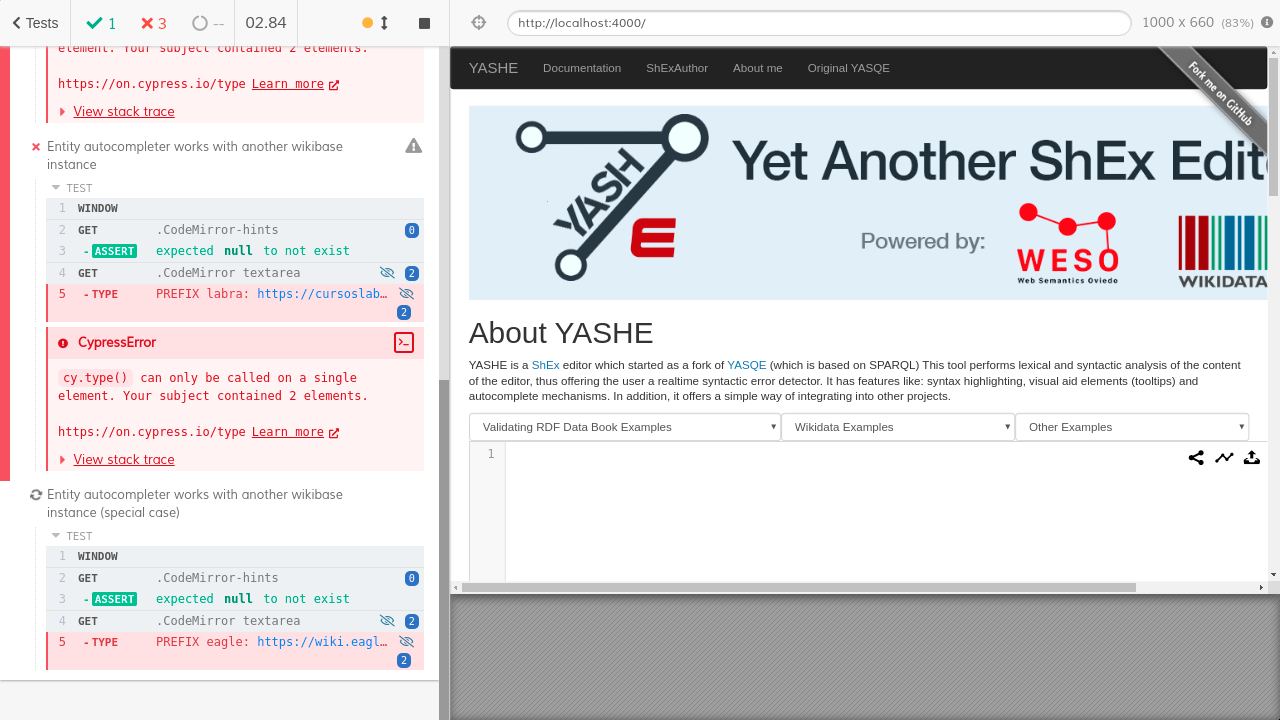 Tests
1
3
--
02.84
http://localhost:4000/
1000 x 660 (83%)
element. Your subject contained 2 elements.
https://on.cypress.io/type Learn more
View stack trace
Entity autocompleter works with another wikibase
instance
TEST
1 WINDOW
2 GET .CodeMirror-hints 0
3 - ASSERT expected null to not exist
4 GET .CodeMirror textarea 2
5 - TYPE PREFIX labra: https://cursoslab…
2
CypressError
cy.type() can only be called on a single
element. Your subject contained 2 elements.
https://on.cypress.io/type Learn more
View stack trace
Entity autocompleter works with another wikibase
instance (special case)
TEST
1 WINDOW
2 GET .CodeMirror-hints 0
3 - ASSERT expected null to not exist
4 GET .CodeMirror textarea 2
5 - TYPE PREFIX eagle: https://wiki.eagl…
2
YASHE Documentation ShExAuthor About me Original YASQE
Fork me on GitHub
YASH
E
Yet Another ShEx Edit
Powered by:
WESO
Web Semantics Oviedo
WIKIDATA
About YASHE
YASHE is a ShEx editor which started as a fork of YASQE (which is based on SPARQL) This tool performs lexical and syntactic analysis of the content
of the editor, thus offering the user a realtime syntactic error detector. It has features like: syntax highlighting, visual aid elements (tooltips) and
autocomplete mechanisms. In addition, it offers a simple way of integrating into other projects.
Validating RDF Data Book Examples
Wikidata Examples
Other Examples
1